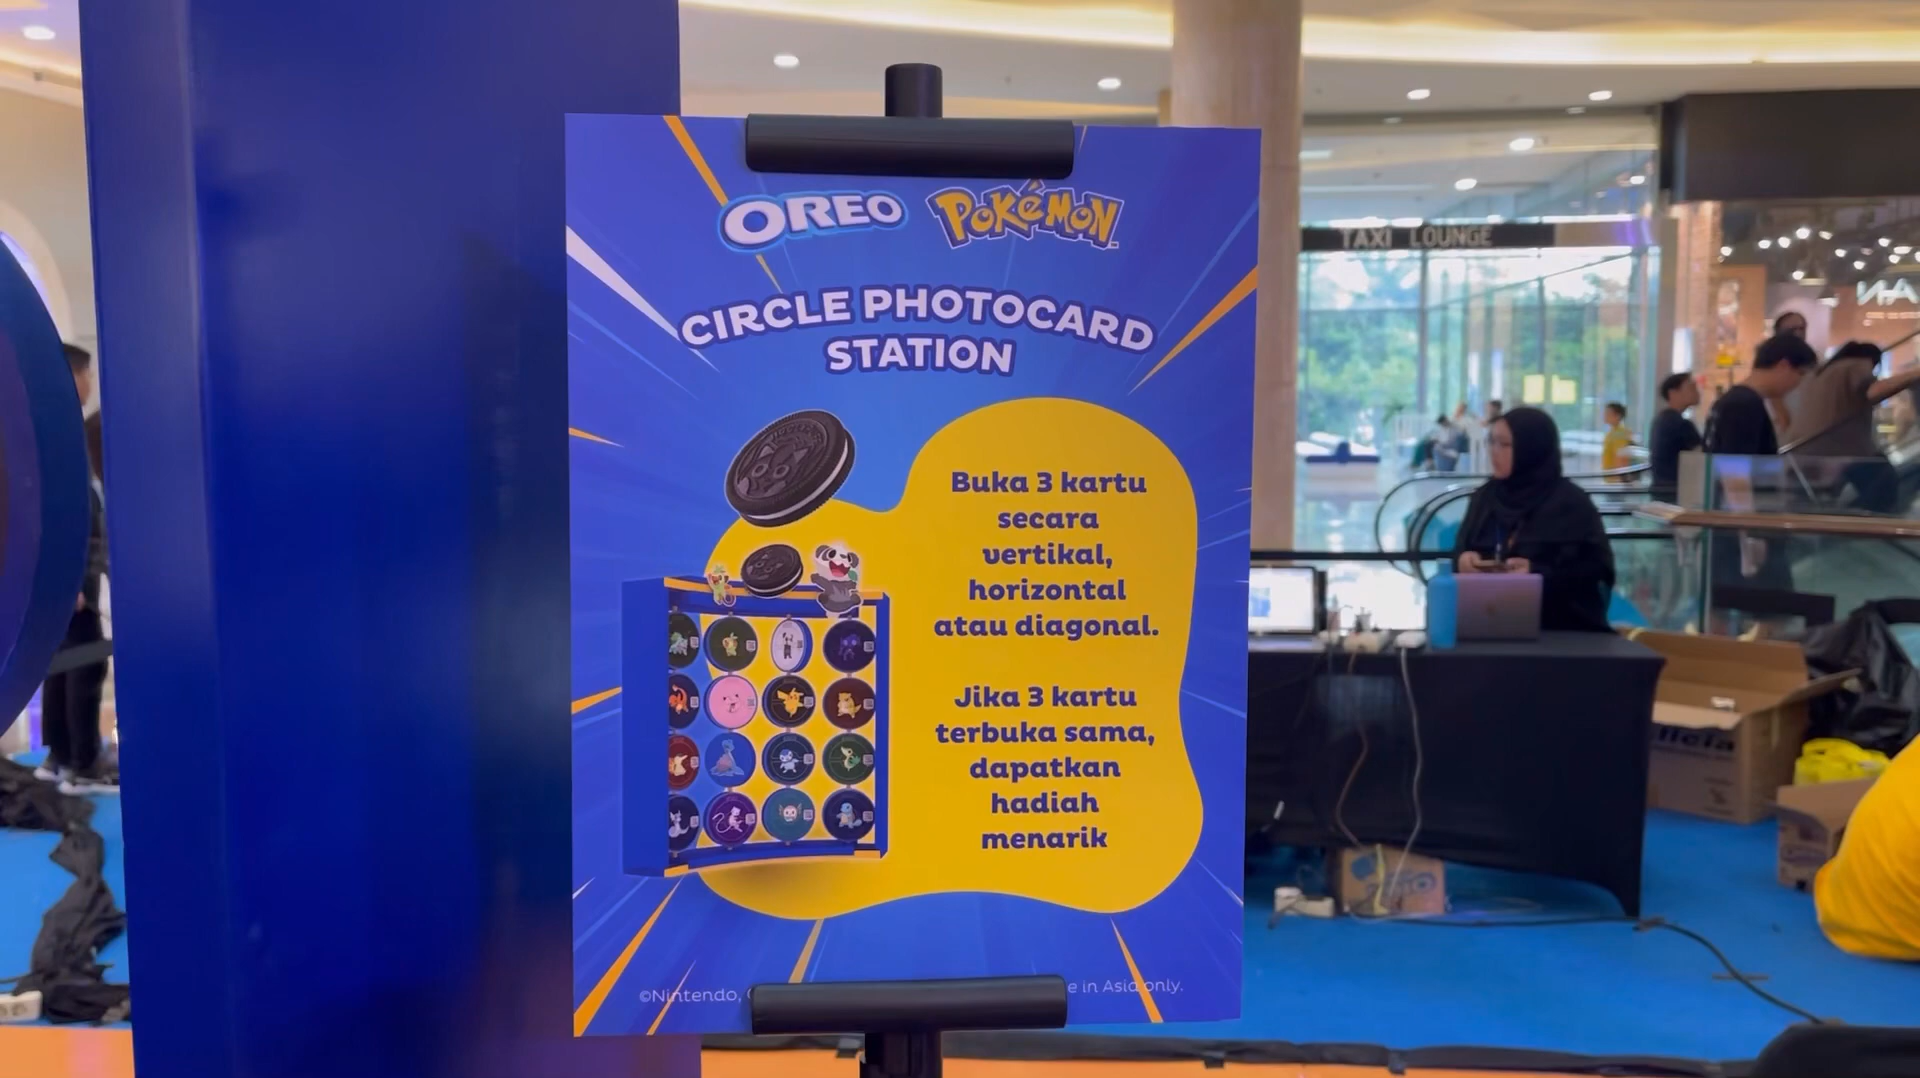 OREO POKéMON
CIRCLE PHOTOCARD
STATION
Buka 3 kartu
secara
vertikal,
horizontal
atau diagonal.
Jika 3 kartu
terbuka sama,
dapatkan
hadiah
menarik
©Nintendo,
in Asia only.
TAXI LOUNGE
AN